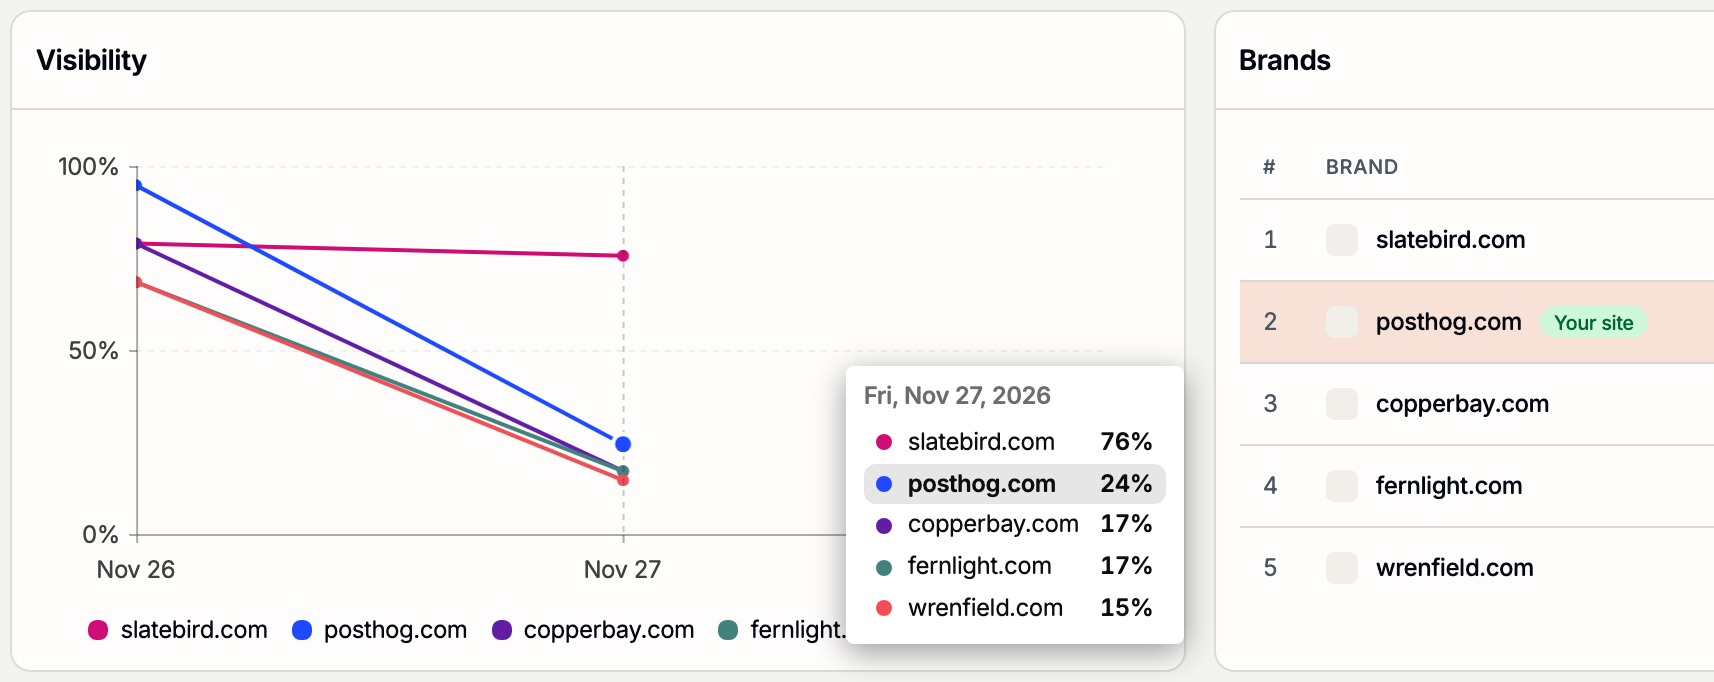 Visibility
100%
50%
0%
Nov 26
Nov 27
slatebird.com
posthog.com
copperbay.com
fernlight.
Fri, Nov 27, 2026
slatebird.com 76%
posthog.com 24%
copperbay.com 17%
fernlight.com 17%
wrenfield.com 15%
Brands
# BRAND
1 slatebird.com
2 posthog.com Your site
3 copperbay.com
4 fernlight.com
5 wrenfield.com